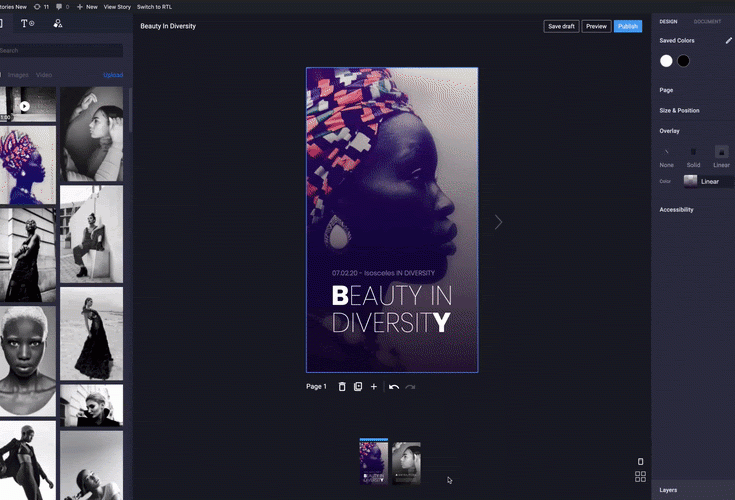 tories New 11 0 + New View Story Switch to RTL
T
Beauty In Diversity
Save draft Preview Publish
DESIGN DOCUMENT
Search
Images Video Upload
Saved Colors
Page
Size & Position
Overlay
None Solid Linear
Color Linear
Accessibility
07.02.20 - Isosceles IN DIVERSITY
BEAUTY IN
DIVERSITY
Page 1
Layers